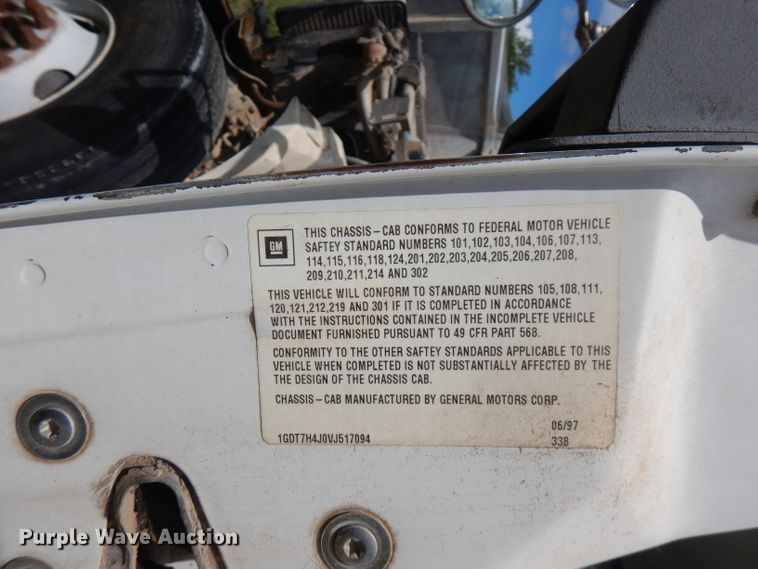 GM
THIS CHASSIS-CAB CONFORMS TO FEDERAL MOTOR VEHICLE
SAFTEY STANDARD NUMBERS 101,102,103,104,106,107,113,
114,115,116,118,124,201,202,203,204,205,206,207,208,
209,210,211,214 AND 302
THIS VEHICLE WILL CONFORM TO STANDARD NUMBERS 105,108,111,
120,121,212,219 AND 301 IF IT IS COMPLETED IN ACCORDANCE
WITH THE INSTRUCTIONS CONTAINED IN THE INCOMPLETE VEHICLE
DOCUMENT FURNISHED PURSUANT TO 49 CFR PART 568.
CONFORMITY TO THE OTHER SAFTEY STANDARDS APPLICABLE TO THIS
VEHICLE WHEN COMPLETED IS NOT SUBSTANTIALLY AFFECTED BY THE
THE DESIGN OF THE CHASSIS CAB.
CHASSIS-CAB MANUFACTURED BY GENERAL MOTORS CORP.
06/97
1GDT7H4J0VJ517094 338
Purple Wave Auction